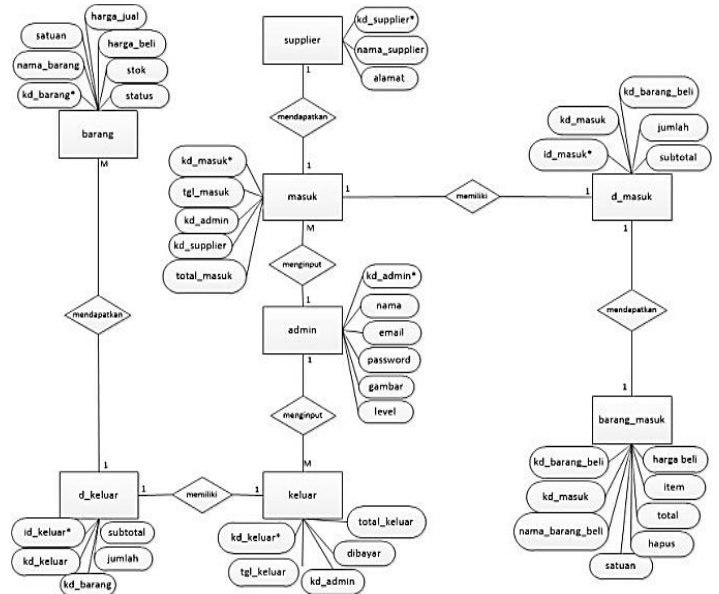 harga_jual
satuan
harga_beli
nama_barang
stok
kd_barang*
status
barang
M
mendapatkan
1
kd_supplier*
supplier
nama_supplier
alamat
1
mendapatkan
1
kd_masuk*
tgl_masuk
masuk
kd_admin
kd_supplier
total_masuk
1
memiliki
1
kd_barang_beli
kd_masuk
jumlah
id_masuk*
subtotal
d_masuk
1
mendapatkan
1
M
menginput
1
kd_admin*
nama
admin
email
password
gambar
level
1
menginput
M
barang_masuk
kd_barang_beli
harga beli
kd_masuk
item
nama_barang_beli
total
hapus
satuan
d_keluar
1
memiliki
1
keluar
id_keluar*
subtotal
kd_keluar
jumlah
kd_barang
kd_keluar*
total_keluar
dibayar
tgl_keluar
kd_admin